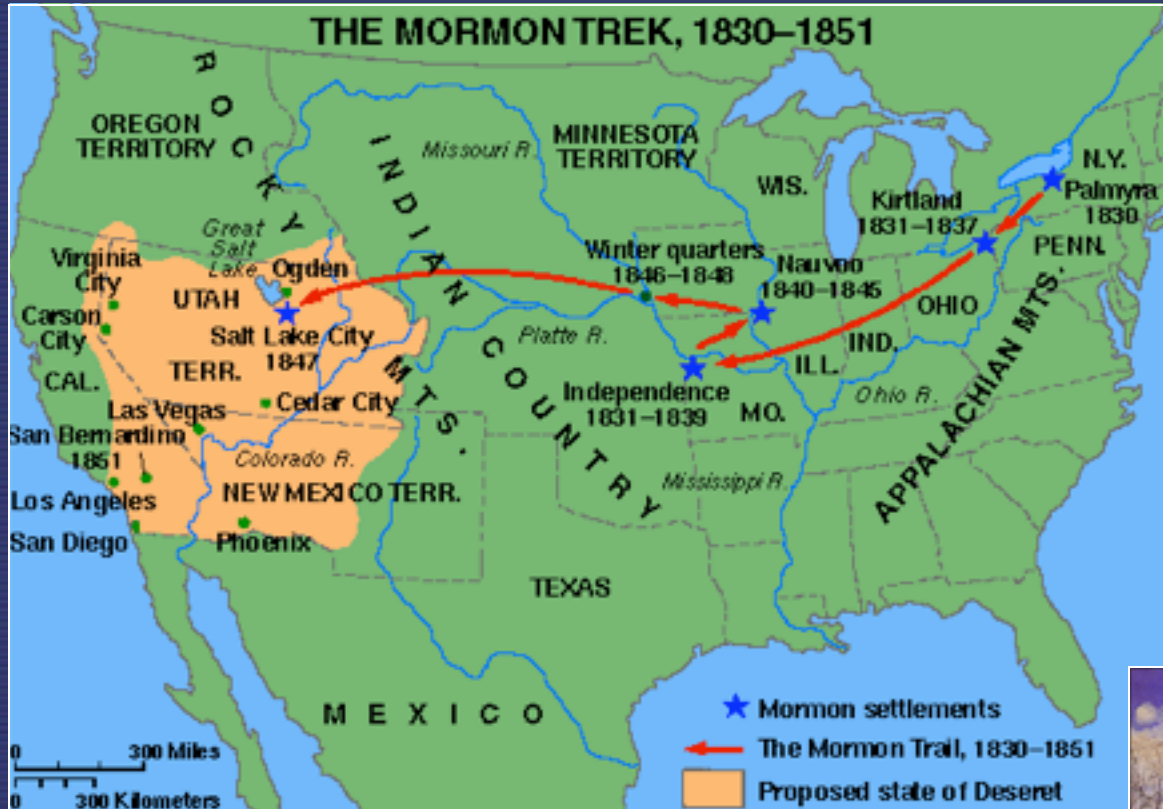 THE MORMON TREK, 1830–1851
ROCKY MTS.
OREGON
TERRITORY
INDIAN COUNTRY
Missouri R.
MINNESOTA
TERRITORY
WIS.
N.Y.
Palmyra
1830
Kirtland
1831–1837
PENN.
Great
Salt
Lake
Virginia
City
Ogden
UTAH
TERR.
Winter quarters
1846–1848
Nauvoo
1840–1845
OHIO
Carson
City
Salt Lake City
1847
CAL.
Platte R.
IND.
ILL.
APPALACHIAN MTS.
Independence
1831–1839
MO.
Ohio R.
Las Vegas
Cedar City
San Bernardino
1851
Colorado R.
Mississippi R.
Los Angeles
NEW MEXICO TERR.
San Diego
Phoenix
TEXAS
MEXICO
Mormon settlements
The Mormon Trail, 1830–1851
Proposed state of Deseret
0 300 Miles
0 300 Kilometers